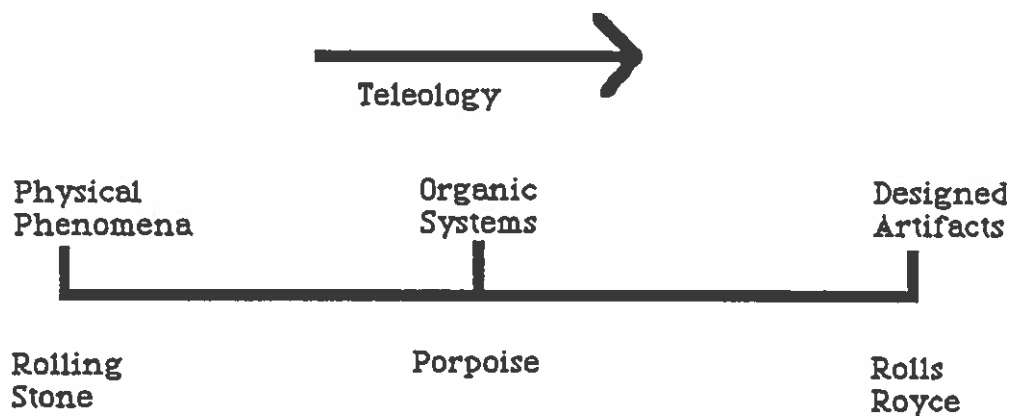 Teleology
Physical
Phenomena
Organic
Systems
Designed
Artifacts
Rolling
Stone
Porpoise
Rolls
Royce